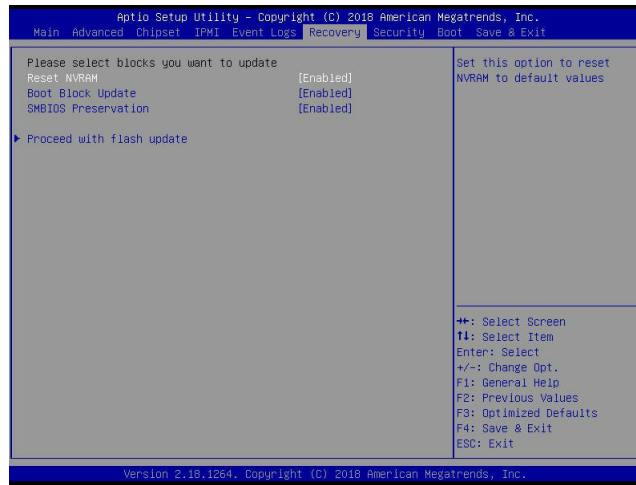 Aptio Setup Utility - Copyright (C) 2018 American Megatrends, Inc.
Main Advanced Chipset IPMI Event Logs Recovery Security Boot Save & Exit
Please select blocks you want to update
Reset NVRAM [Enabled]
Boot Block Update [Enabled]
SMBIOS Preservation [Enabled]
▶ Proceed with flash update
Set this option to reset
NVRAM to default values
→←: Select Screen
↑↓: Select Item
Enter: Select
+/-: Change Opt.
F1: General Help
F2: Previous Values
F3: Optimized Defaults
F4: Save & Exit
ESC: Exit
Version 2.18.1264. Copyright (C) 2018 American Megatrends, Inc.